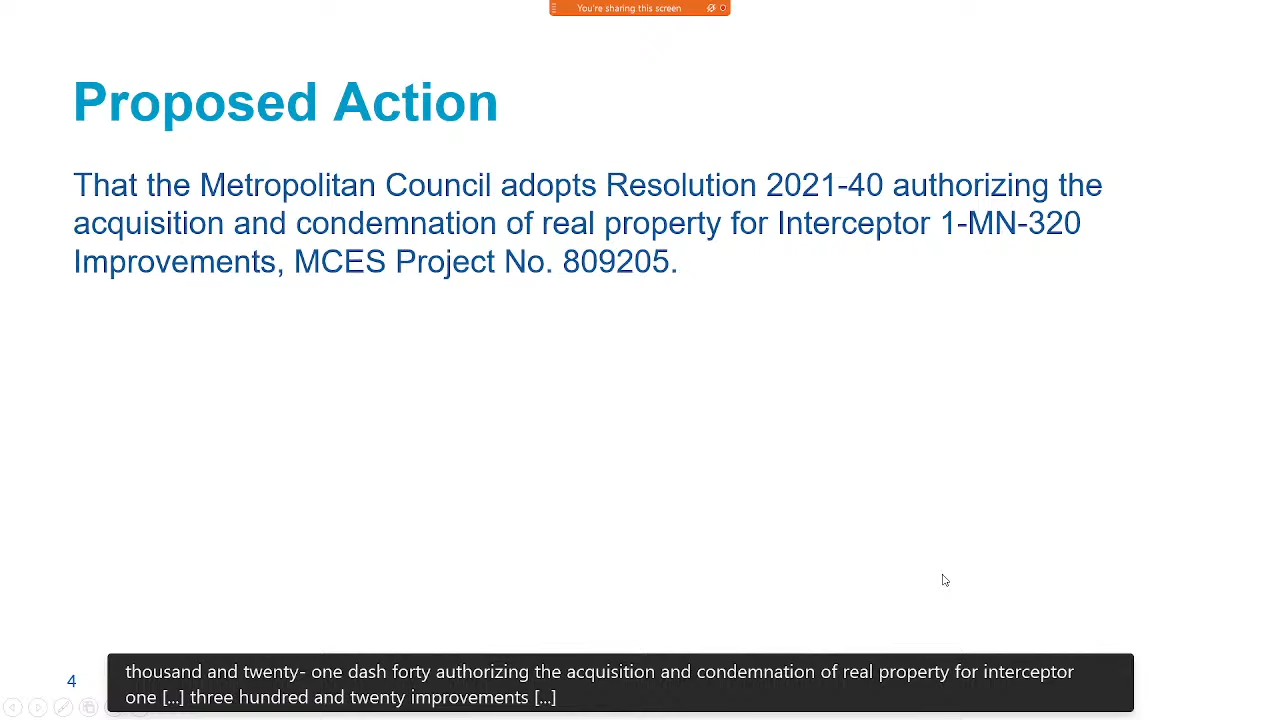 You're sharing this screen
Proposed Action
That the Metropolitan Council adopts Resolution 2021-40 authorizing the
acquisition and condemnation of real property for Interceptor 1-MN-320
Improvements, MCES Project No. 809205.
4
thousand and twenty- one dash forty authorizing the acquisition and condemnation of real property for interceptor
one [...] three hundred and twenty improvements [...]